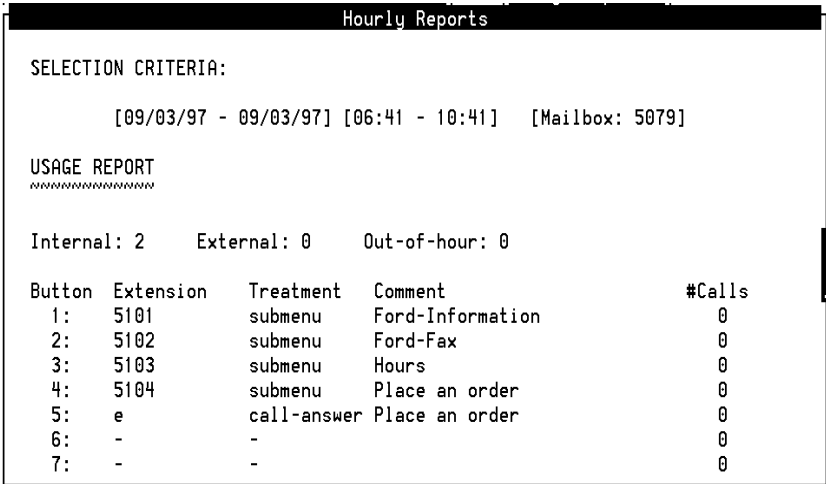 Hourly Reports
SELECTION CRITERIA:
[09/03/97 - 09/03/97] [06:41 - 10:41] [Mailbox: 5079]
USAGE REPORT
~~~~~~~~~~~~
Internal: 2 External: 0 Out-of-hour: 0
Button Extension Treatment Comment #Calls
1: 5101 submenu Ford-Information 0
2: 5102 submenu Ford-Fax 0
3: 5103 submenu Hours 0
4: 5104 submenu Place an order 0
5: e call-answer Place an order 0
6: - - 0
7: - - 0